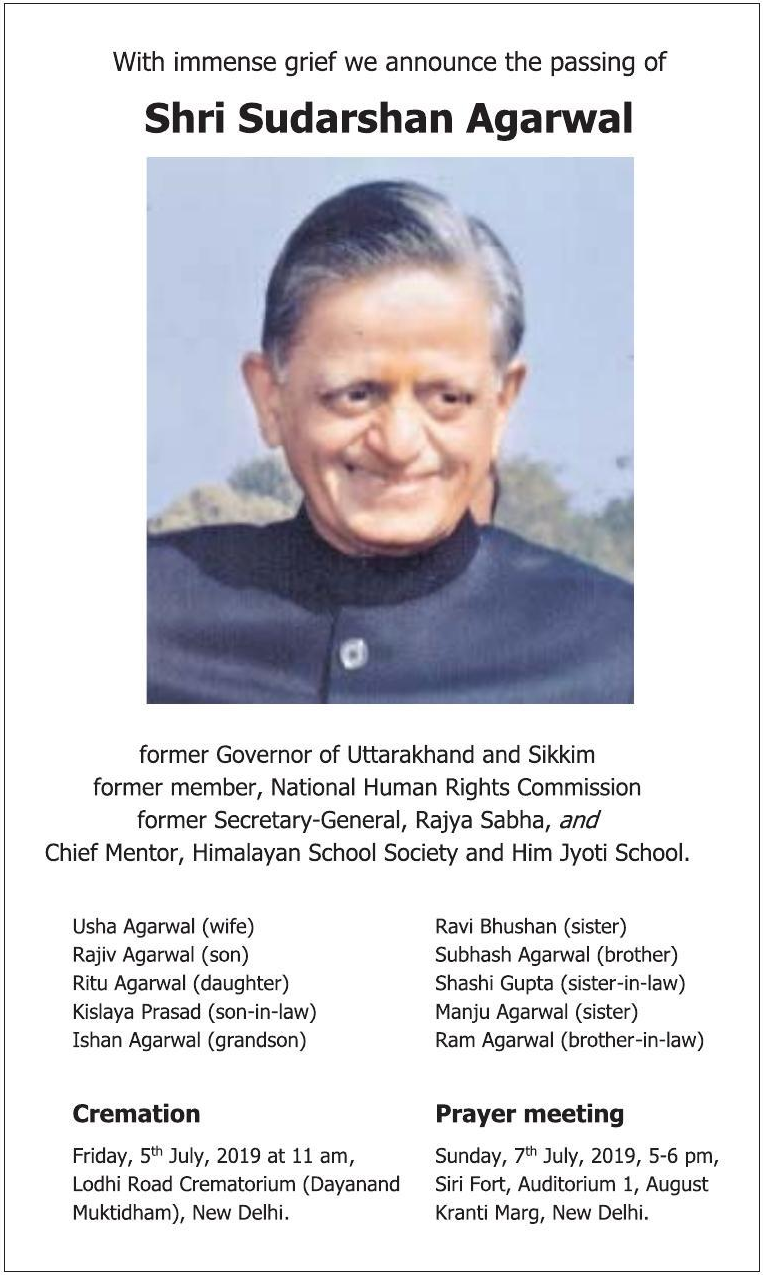 With immense grief we announce the passing of
Shri Sudarshan Agarwal
former Governor of Uttarakhand and Sikkim
former member, National Human Rights Commission
former Secretary-General, Rajya Sabha, and
Chief Mentor, Himalayan School Society and Him Jyoti School.
Usha Agarwal (wife)
Rajiv Agarwal (son)
Ritu Agarwal (daughter)
Kislaya Prasad (son-in-law)
Ishan Agarwal (grandson)
Ravi Bhushan (sister)
Subhash Agarwal (brother)
Shashi Gupta (sister-in-law)
Manju Agarwal (sister)
Ram Agarwal (brother-in-law)
Cremation
Friday, 5th July, 2019 at 11 am,
Lodhi Road Crematorium (Dayanand
Muktidham), New Delhi.
Prayer meeting
Sunday, 7th July, 2019, 5-6 pm,
Siri Fort, Auditorium 1, August
Kranti Marg, New Delhi.